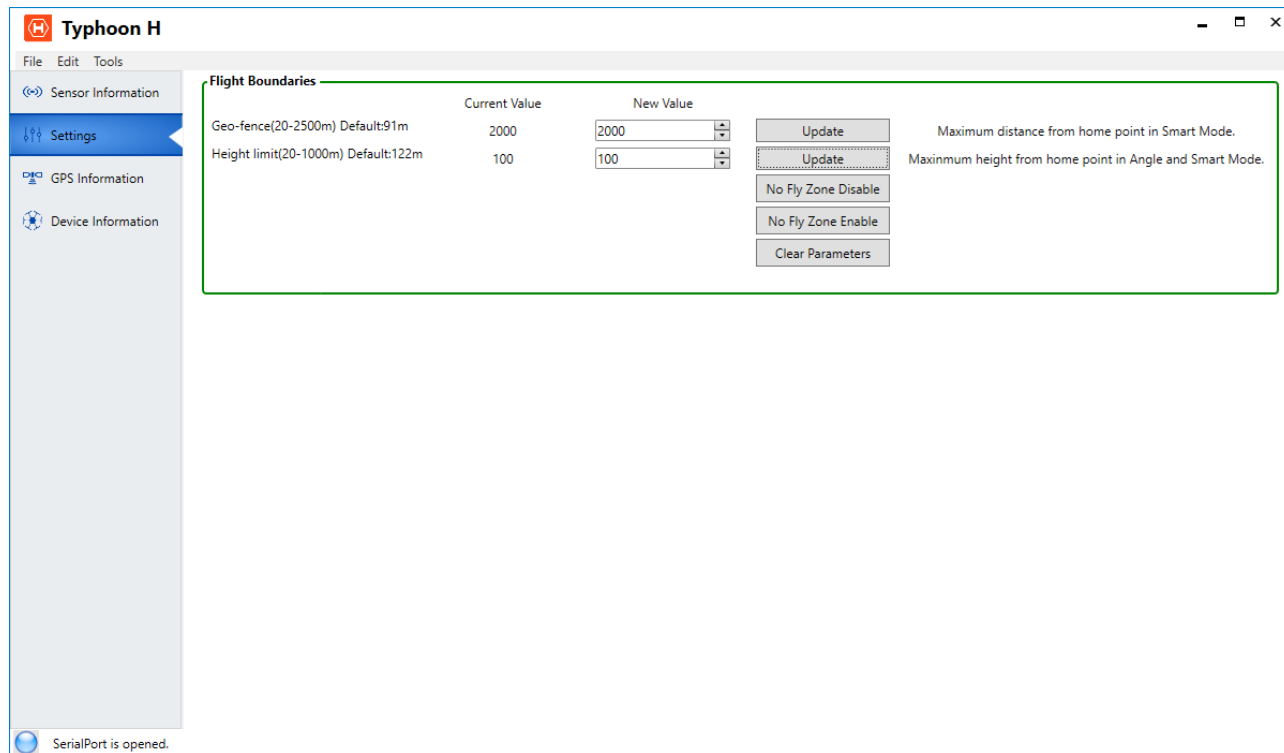 Typhoon H
File Edit Tools
Sensor Information
Settings
GPS Information
Device Information
Flight Boundaries
Current Value New Value
Geo-fence(20-2500m) Default:91m 2000 2000 Update Maximum distance from home point in Smart Mode.
Height limit(20-1000m) Default:122m 100 100 Update Maxinmum height from home point in Angle and Smart Mode.
No Fly Zone Disable
No Fly Zone Enable
Clear Parameters
SerialPort is opened.